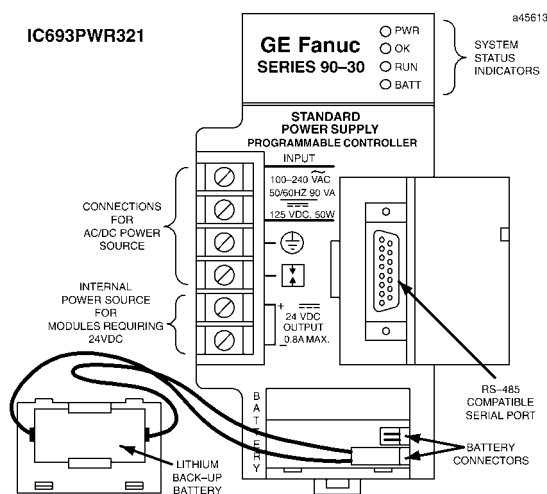 IC693PWR321
a45613
GE Fanuc
SERIES 90–30
PWR
OK
RUN
BATT
SYSTEM
STATUS
INDICATORS
STANDARD
POWER SUPPLY
PROGRAMMABLE CONTROLLER
INPUT
100–240 VAC
50/60HZ 90 VA
125 VDC, 50W
CONNECTIONS
FOR
AC/DC POWER
SOURCE
INTERNAL
POWER SOURCE
FOR
MODULES REQUIRING
24VDC
+
24 VDC
OUTPUT
– 0.8A MAX.
RS–485
COMPATIBLE
SERIAL PORT
BATTERY
BATTERY
CONNECTORS
LITHIUM
BACK–UP
BATTERY